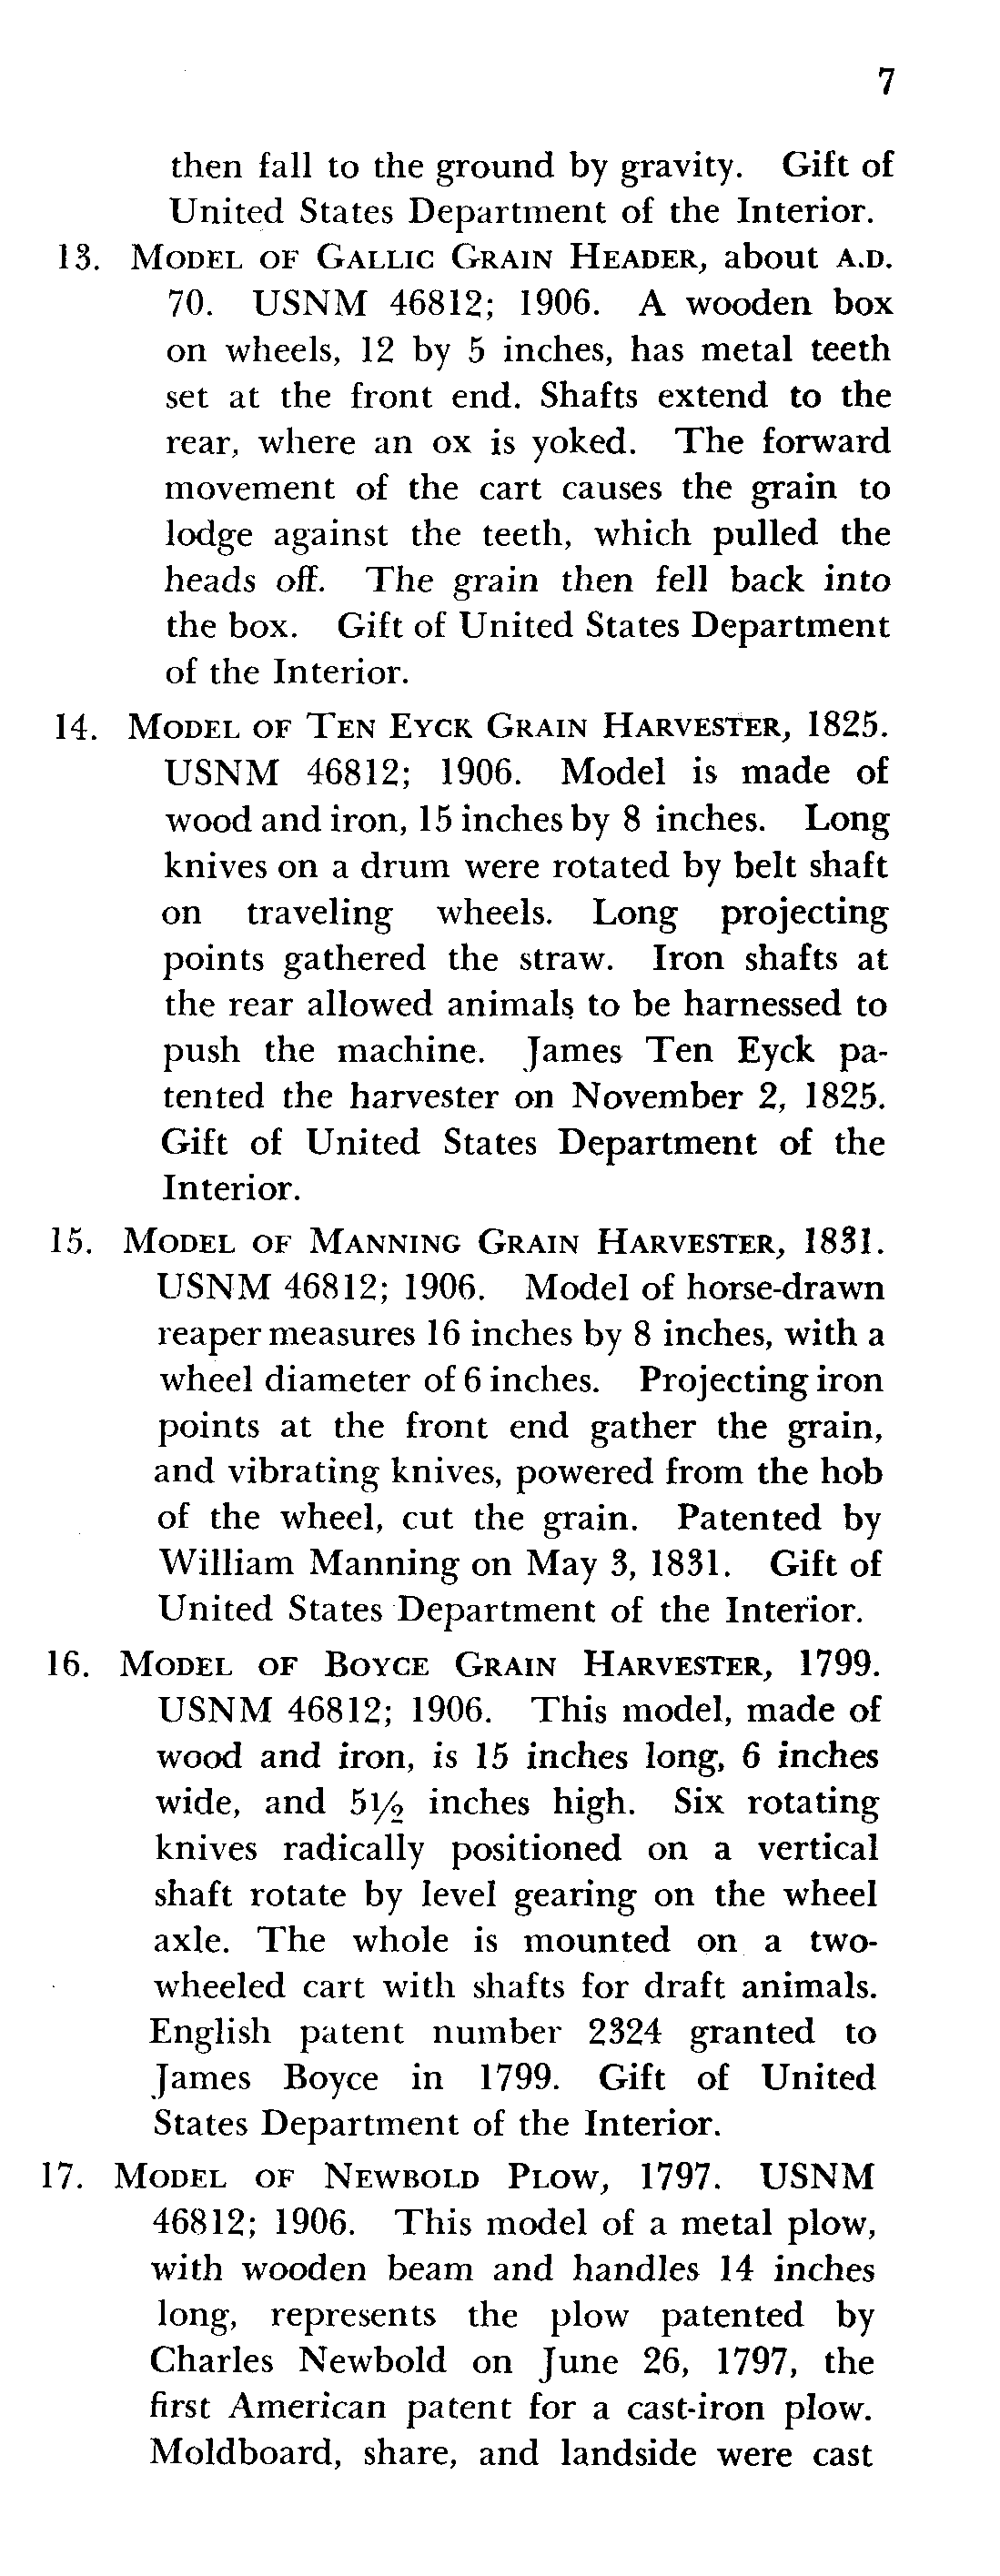 7
then fall to the ground by gravity. Gift of
United States Department of the Interior.
13. MODEL OF GALLIC GRAIN HEADER, about A.D.
70. USNM 46812; 1906. A wooden box
on wheels, 12 by 5 inches, has metal teeth
set at the front end. Shafts extend to the
rear, where an ox is yoked. The forward
movement of the cart causes the grain to
lodge against the teeth, which pulled the
heads off. The grain then fell back into
the box. Gift of United States Department
of the Interior.
14. MODEL OF TEN EYCK GRAIN HARVESTER, 1825.
USNM 46812; 1906. Model is made of
wood and iron, 15 inches by 8 inches. Long
knives on a drum were rotated by belt shaft
on traveling wheels. Long projecting
points gathered the straw. Iron shafts at
the rear allowed animals to be harnessed to
push the machine. James Ten Eyck pa-
tented the harvester on November 2, 1825.
Gift of United States Department of the
Interior.
15. MODEL OF MANNING GRAIN HARVESTER, 1831.
USNM 46812; 1906. Model of horse-drawn
reaper measures 16 inches by 8 inches, with a
wheel diameter of 6 inches. Projecting iron
points at the front end gather the grain,
and vibrating knives, powered from the hob
of the wheel, cut the grain. Patented by
William Manning on May 3, 1831. Gift of
United States Department of the Interior.
16. MODEL OF BOYCE GRAIN HARVESTER, 1799.
USNM 46812; 1906. This model, made of
wood and iron, is 15 inches long, 6 inches
wide, and 5½ inches high. Six rotating
knives radically positioned on a vertical
shaft rotate by level gearing on the wheel
axle. The whole is mounted on a two-
wheeled cart with shafts for draft animals.
English patent number 2324 granted to
James Boyce in 1799. Gift of United
States Department of the Interior.
17. MODEL OF NEWBOLD PLOW, 1797. USNM
46812; 1906. This model of a metal plow,
with wooden beam and handles 14 inches
long, represents the plow patented by
Charles Newbold on June 26, 1797, the
first American patent for a cast-iron plow.
Moldboard, share, and landside were cast